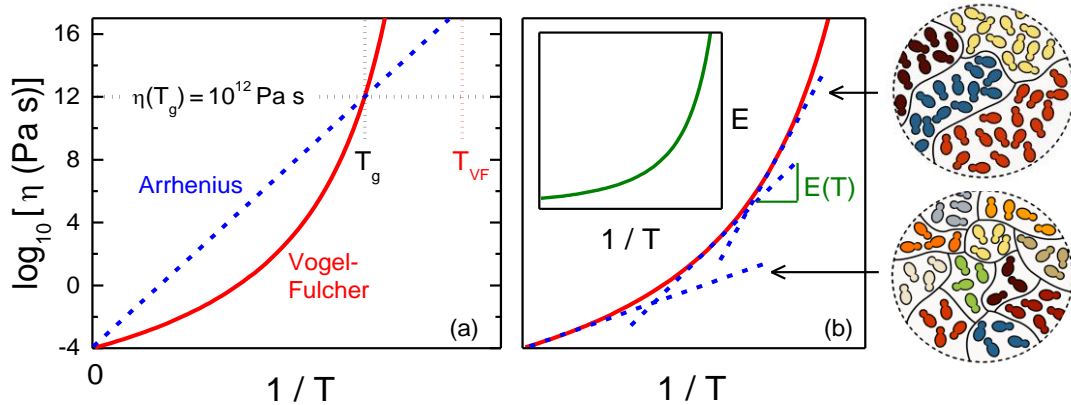 16
12
8
4
0
-4
log10 [ η (Pa s)]
η(Tg) = 10^12 Pa s
Arrhenius
Tg
TVF
Vogel-
Fulcher
(a)
0
1 / T
E
1 / T
E(T)
(b)
1 / T